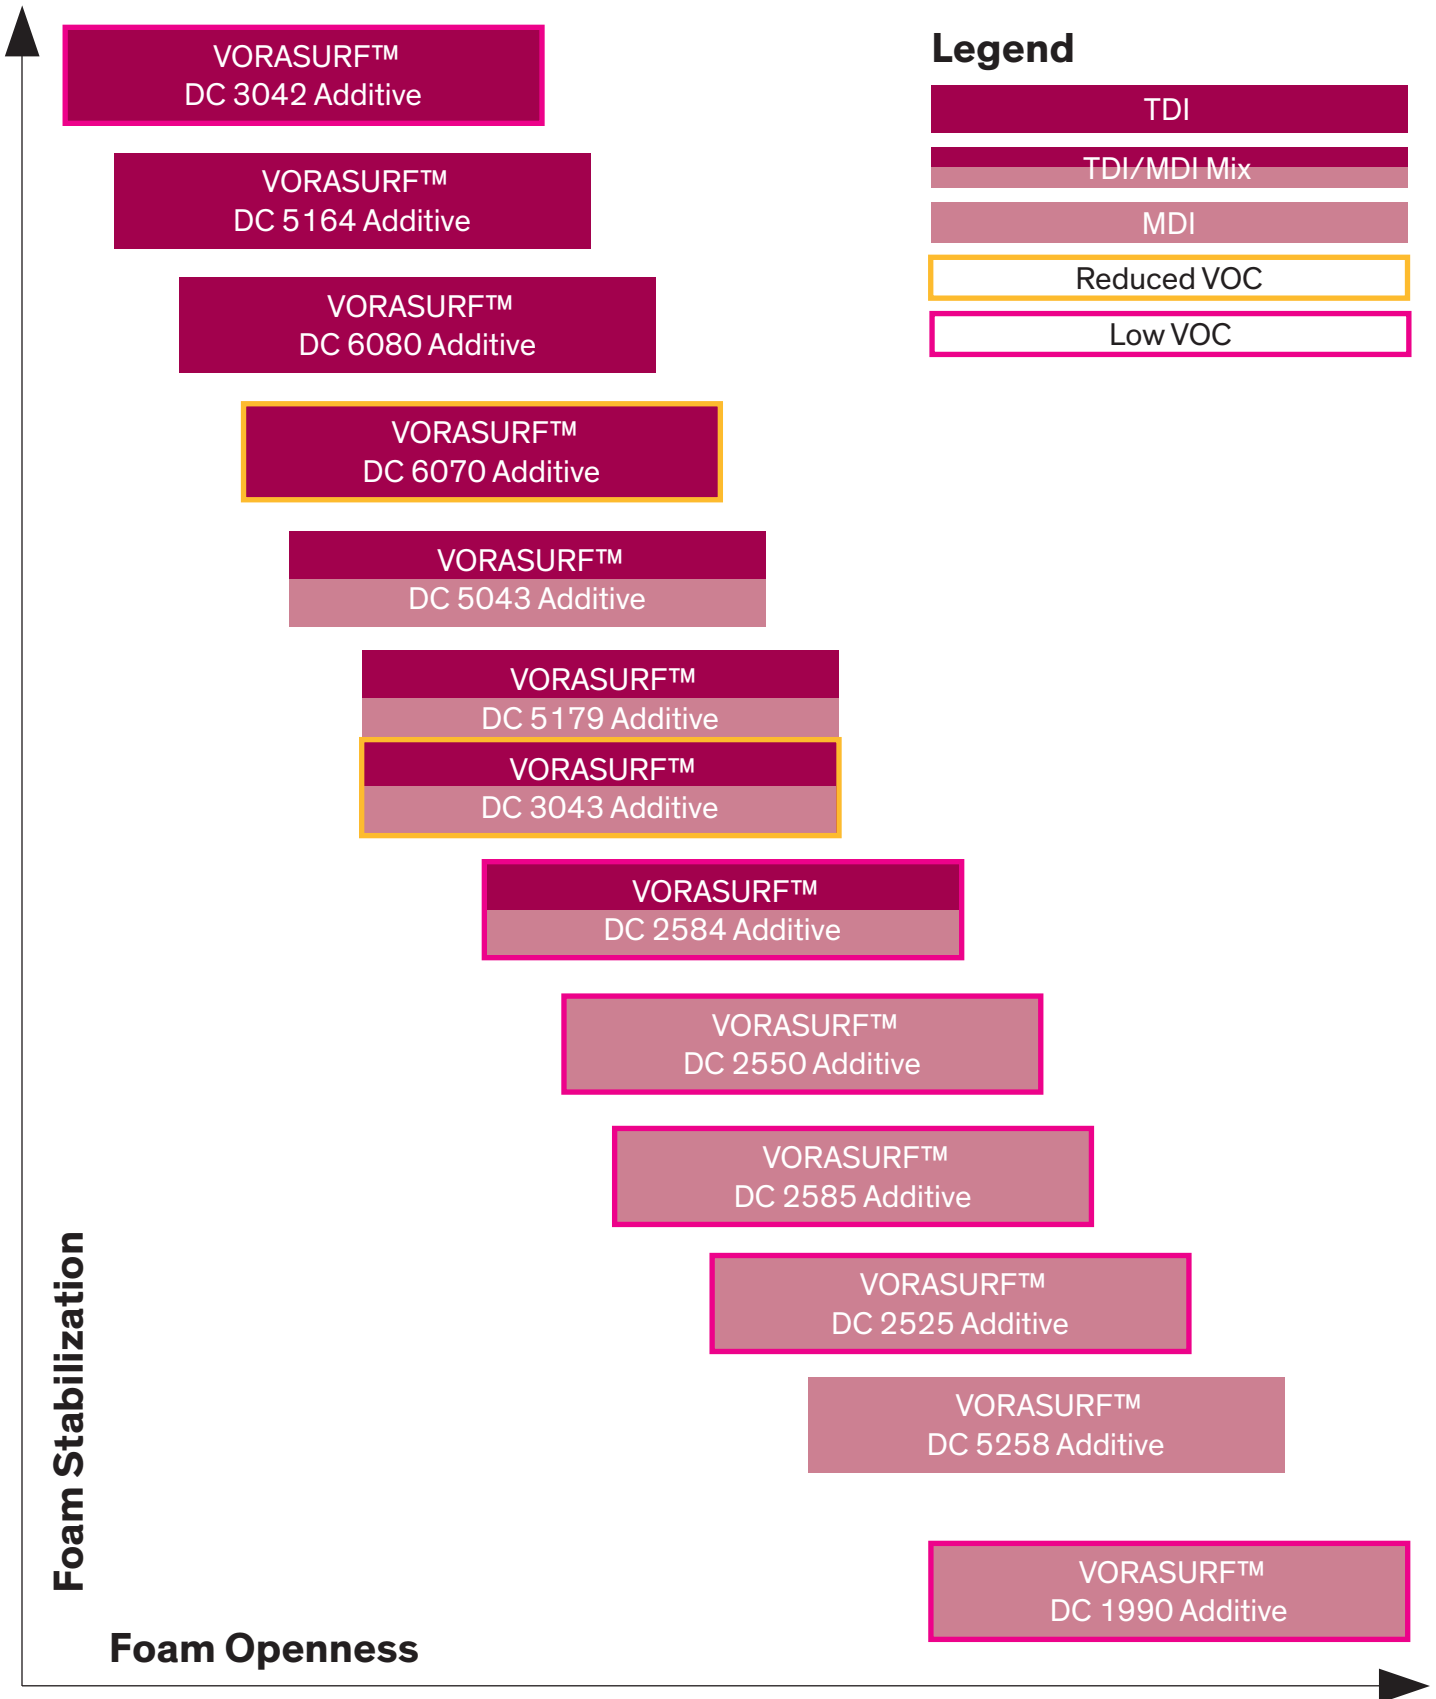 VORASURF™
DC 3042 Additive
Legend
TDI
TDI/MDI Mix
MDI
Reduced VOC
Low VOC
VORASURF™
DC 5164 Additive
VORASURF™
DC 6080 Additive
VORASURF™
DC 6070 Additive
VORASURF™
DC 5043 Additive
VORASURF™
DC 5179 Additive
VORASURF™
DC 3043 Additive
VORASURF™
DC 2584 Additive
VORASURF™
DC 2550 Additive
VORASURF™
DC 2585 Additive
VORASURF™
DC 2525 Additive
VORASURF™
DC 5258 Additive
VORASURF™
DC 1990 Additive
Foam Stabilization
Foam Openness